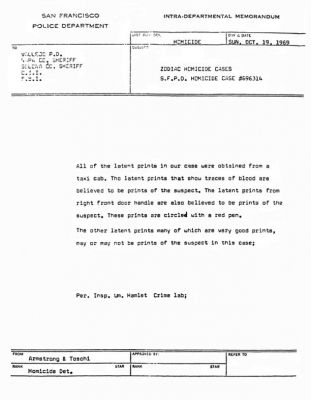 SAN FRANCISCO
POLICE DEPARTMENT
INTRA-DEPARTMENTAL MEMORANDUM
HOMICIDE
DAY & DATE
SUN. OCT. 19, 1969
TO
VALLEJO P.D.
NAPA CO. SHERIFF
SOLANO CO. SHERIFF
C.I.I.
F.B.I.
SUBJECT
ZODIAC HOMICIDE CASES
S.F.P.D. HOMICIDE CASE #696314
All of the latent prints in our case were obtained from a
taxi cab. The latent prints that show traces of blood are
believed to be prints of the suspect. The latent prints from
right front door handle are also believed to be prints of the
suspect. These prints are circled with a red pen.
The other latent prints many of which are very good prints,
may or may not be prints of the suspect in this case;
Per. Insp. Wm. Hamlet Crime lab;
FROM
Armstrong & Toschi
APPROVED BY:
REFER TO
RANK
Homicide Det.
STAR
RANK
STAR